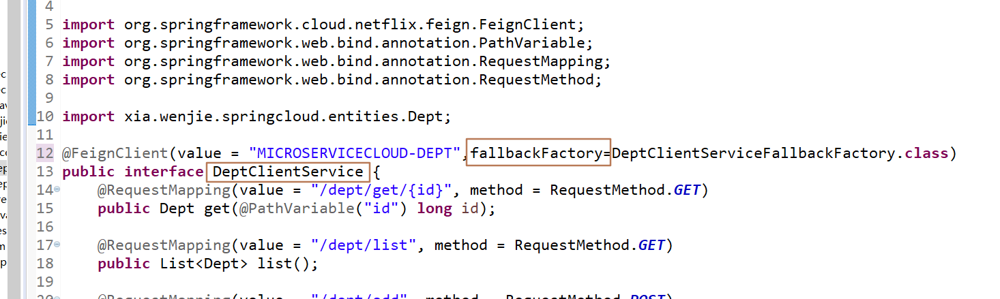 4
5 import org.springframework.cloud.netflix.feign.FeignClient;
6 import org.springframework.web.bind.annotation.PathVariable;
7 import org.springframework.web.bind.annotation.RequestMapping;
8 import org.springframework.web.bind.annotation.RequestMethod;
9
10 import xia.wenjie.springcloud.entities.Dept;
11
12 @FeignClient(value = "MICROSERVICECLOUD-DEPT",fallbackFactory=DeptClientServiceFallbackFactory.class)
13 public interface DeptClientService {
14 @RequestMapping(value = "/dept/get/{id}", method = RequestMethod.GET)
15 public Dept get(@PathVariable("id") long id);
16
17 @RequestMapping(value = "/dept/list", method = RequestMethod.GET)
18 public List<Dept> list();
19
20 @RequestMapping(value = "/dept/add", method = RequestMethod.POST)